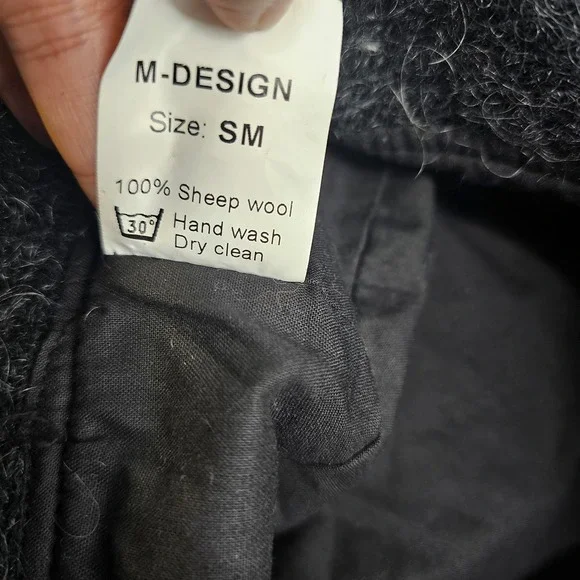 M-DESIGN
Size: SM
100% Sheep wool
30°
Hand wash
Dry clean